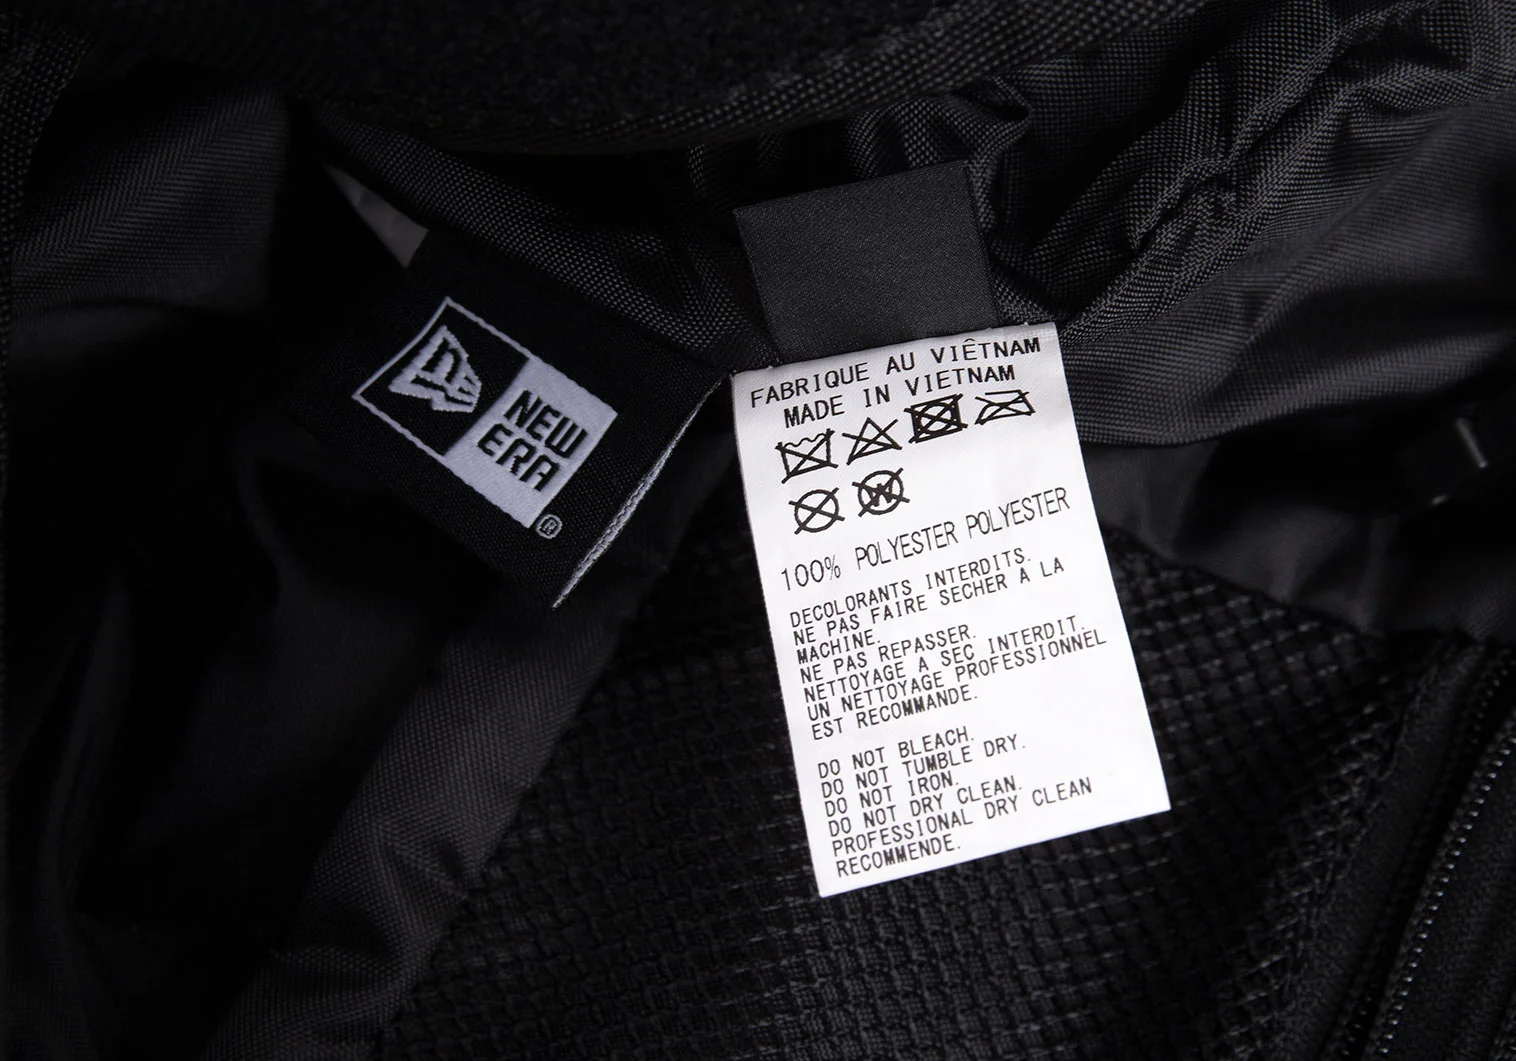 NEW
ERA
®
FABRIQUE AU VIÊTNAM
MADE IN VIETNAM
W
100% POLYESTER POLYESTER
DECOLORANTS INTERDITS.
NE PAS FAIRE SECHER A LA
MACHINE.
NE PAS REPASSER.
NETTOYAGE A SEC INTERDIT.
UN NETTOYAGE PROFESSIONNEL
EST RECOMMANDE.
DO NOT BLEACH.
DO NOT TUMBLE DRY.
DO NOT IRON.
DO NOT DRY CLEAN.
PROFESSIONAL DRY CLEAN
RECOMMENDE.